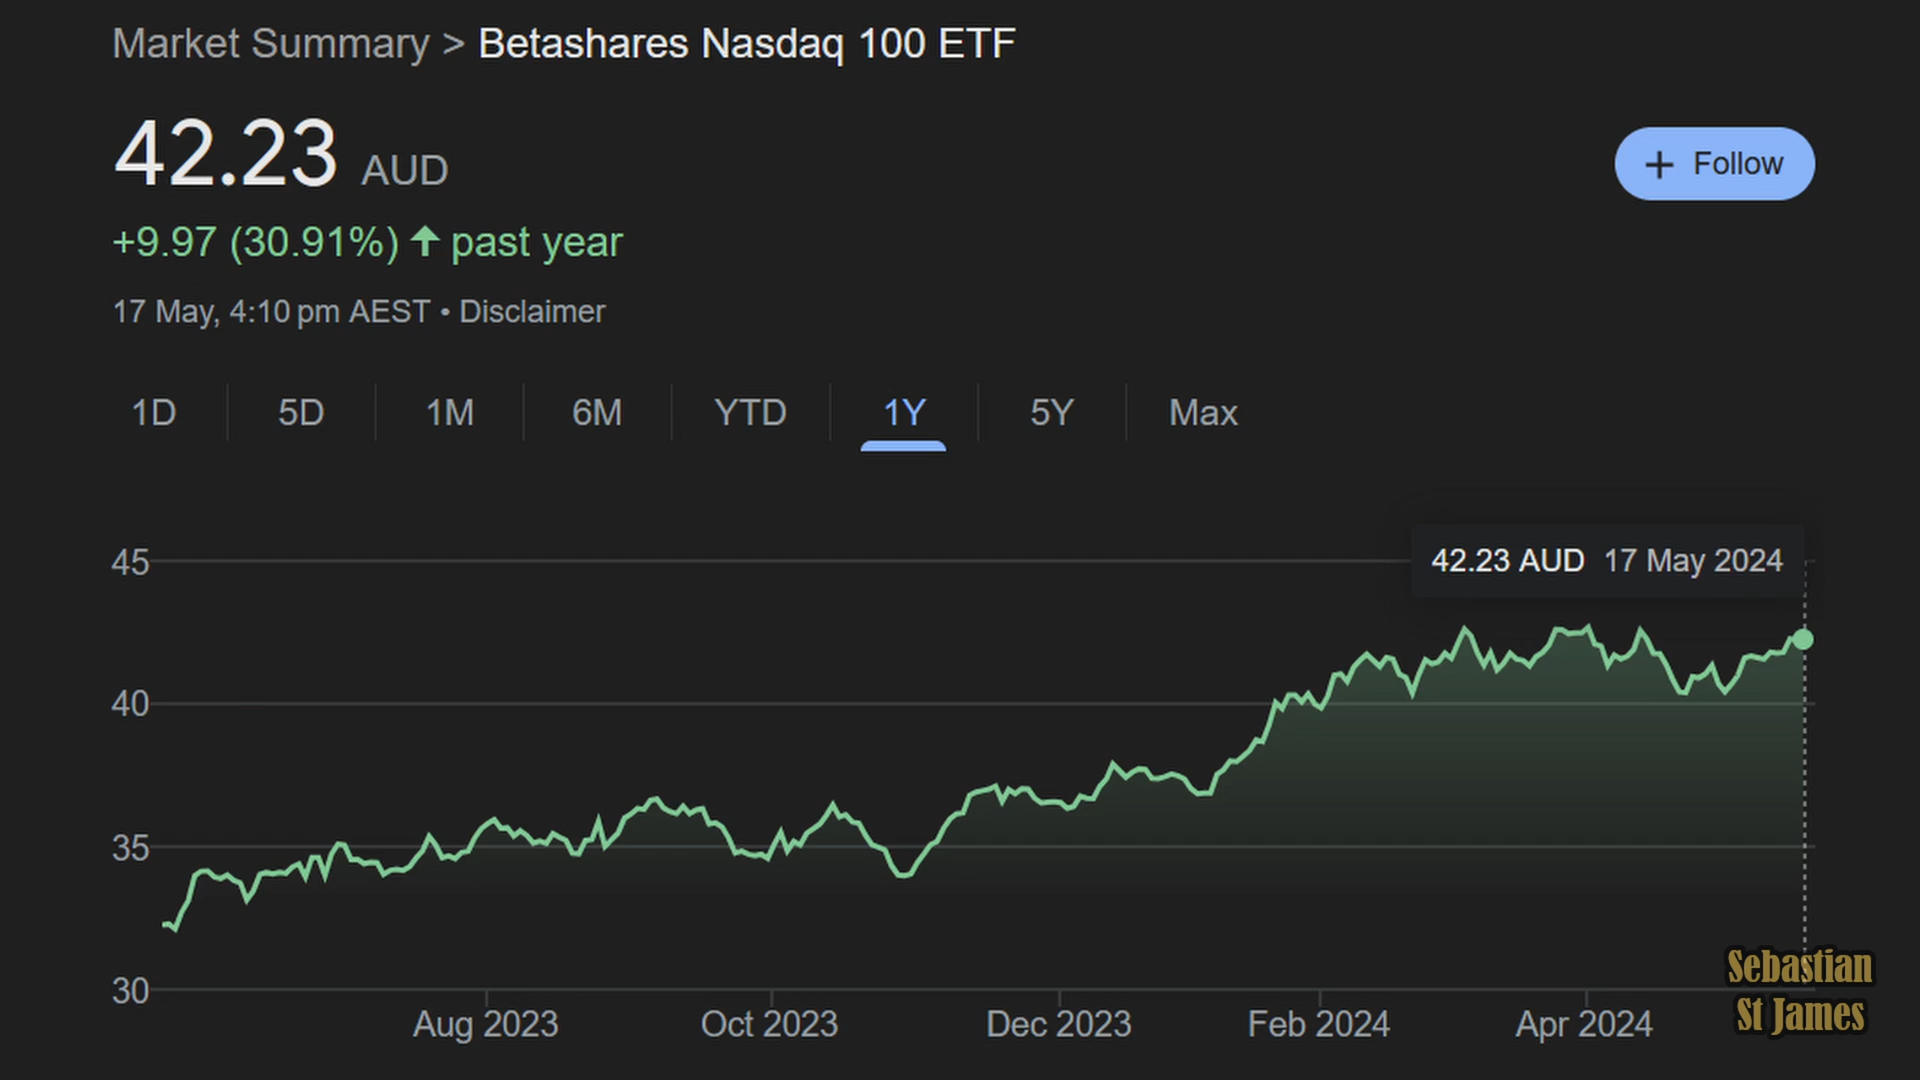 Market Summary > Betashares Nasdaq 100 ETF
42.23 AUD
+ Follow
+9.97 (30.91%) ↑ past year
17 May, 4:10 pm AEST • Disclaimer
1D 5D 1M 6M YTD 1Y 5Y Max
45
42.23 AUD 17 May 2024
40
35
30
Aug 2023 Oct 2023 Dec 2023 Feb 2024 Apr 2024
Sebastian
St James